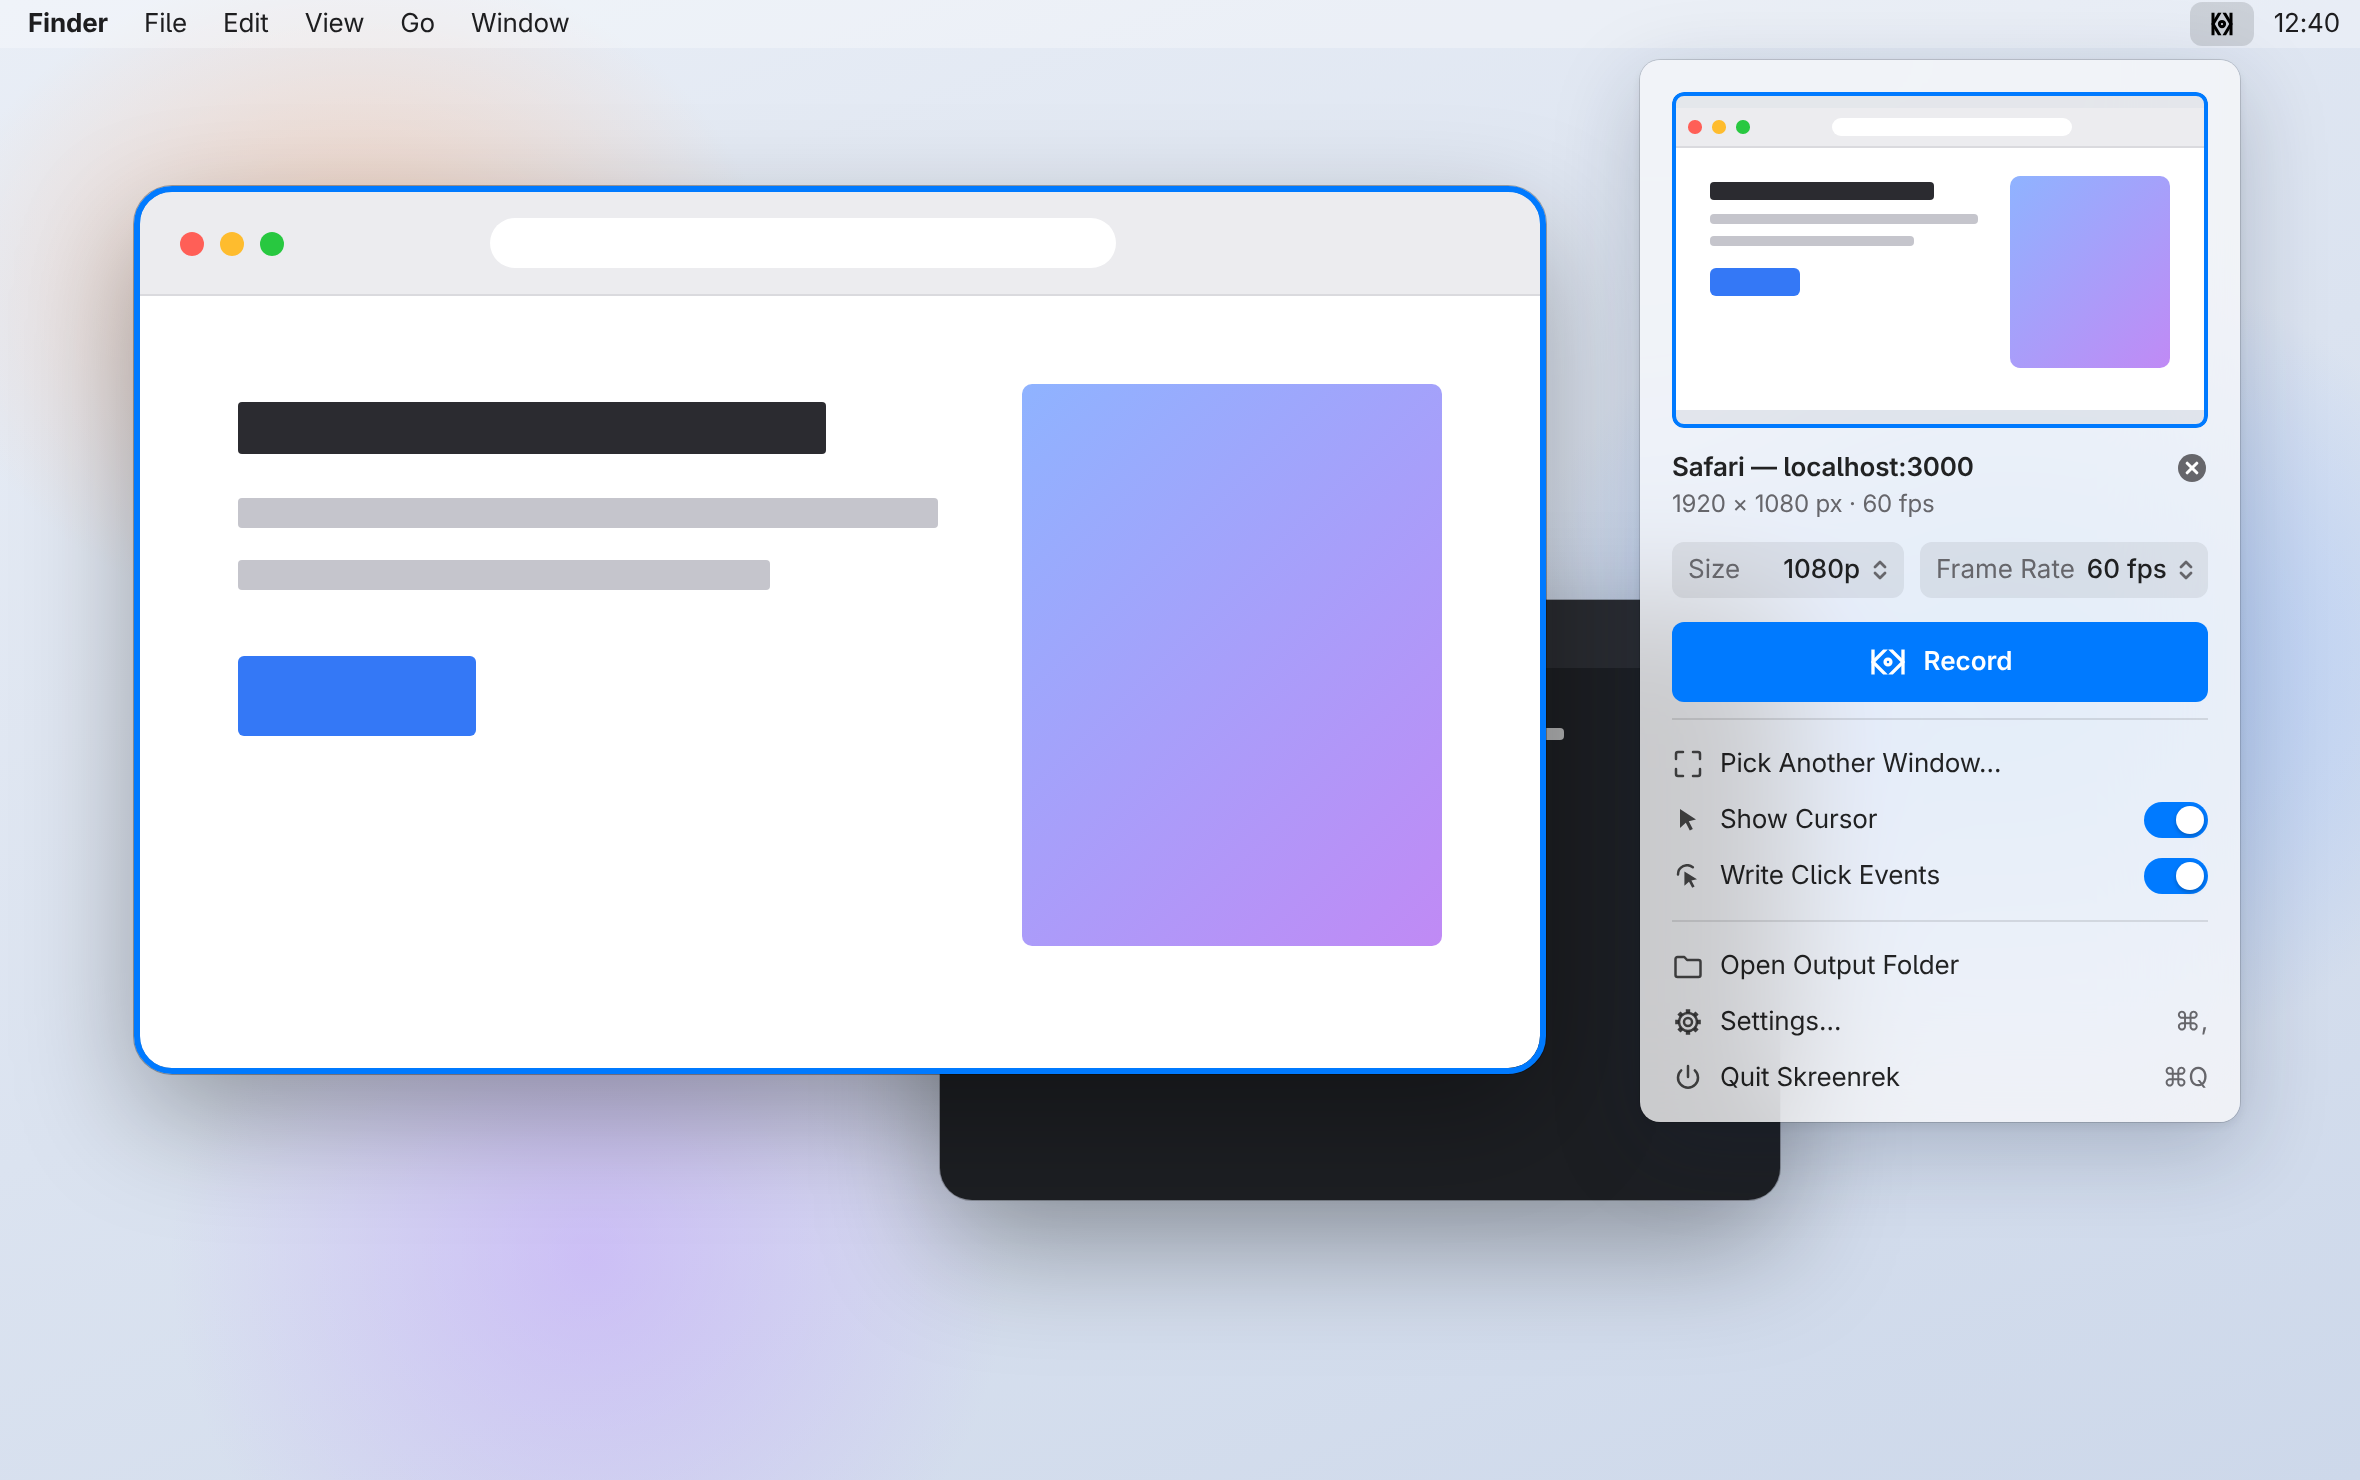 Finder File Edit View Go Window 12:40
Safari — localhost:3000
1920 × 1080 px · 60 fps
Size 1080p Frame Rate 60 fps
Record
Pick Another Window...
Show Cursor
Write Click Events
Open Output Folder
Settings... ⌘,
Quit Skreenrek ⌘Q